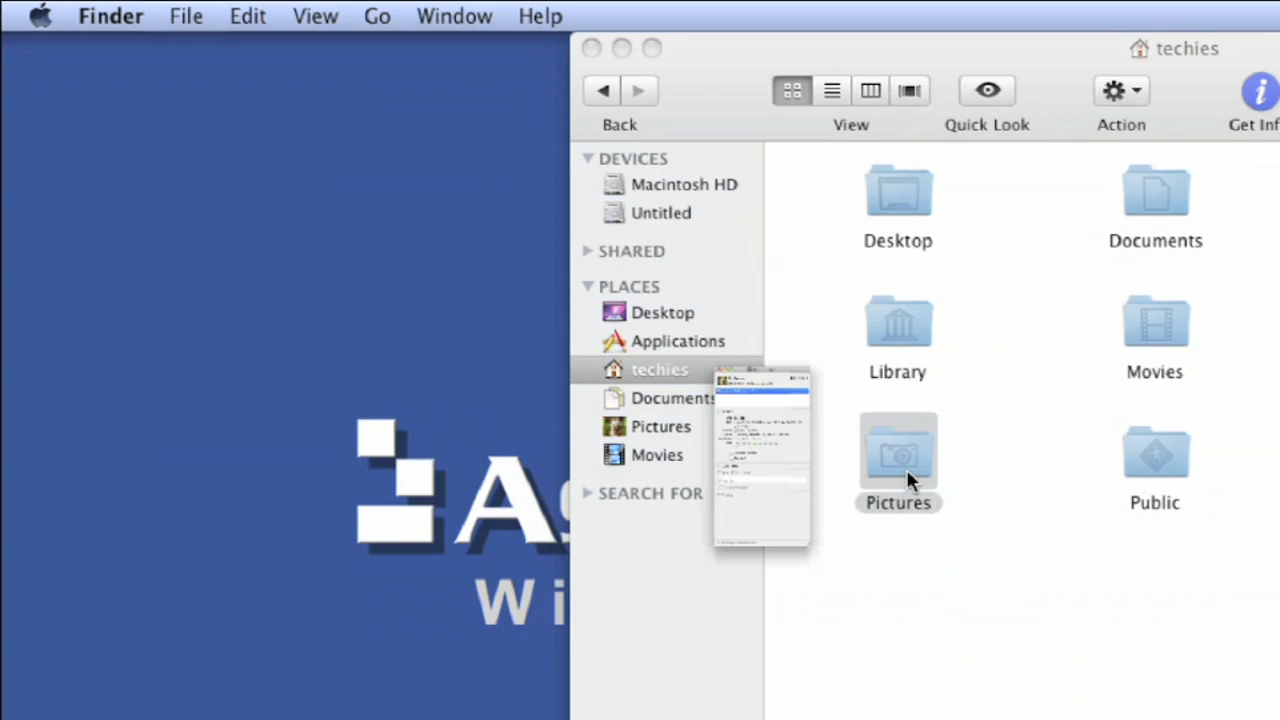 Finder File Edit View Go Window Help
techies
Back View Quick Look Action Get Inf
DEVICES
Macintosh HD
Untitled
SHARED
PLACES
Desktop
Applications
techies
Documents
Pictures
Movies
SEARCH FOR
Desktop Documents
Library Movies
Pictures Public
A
Wi